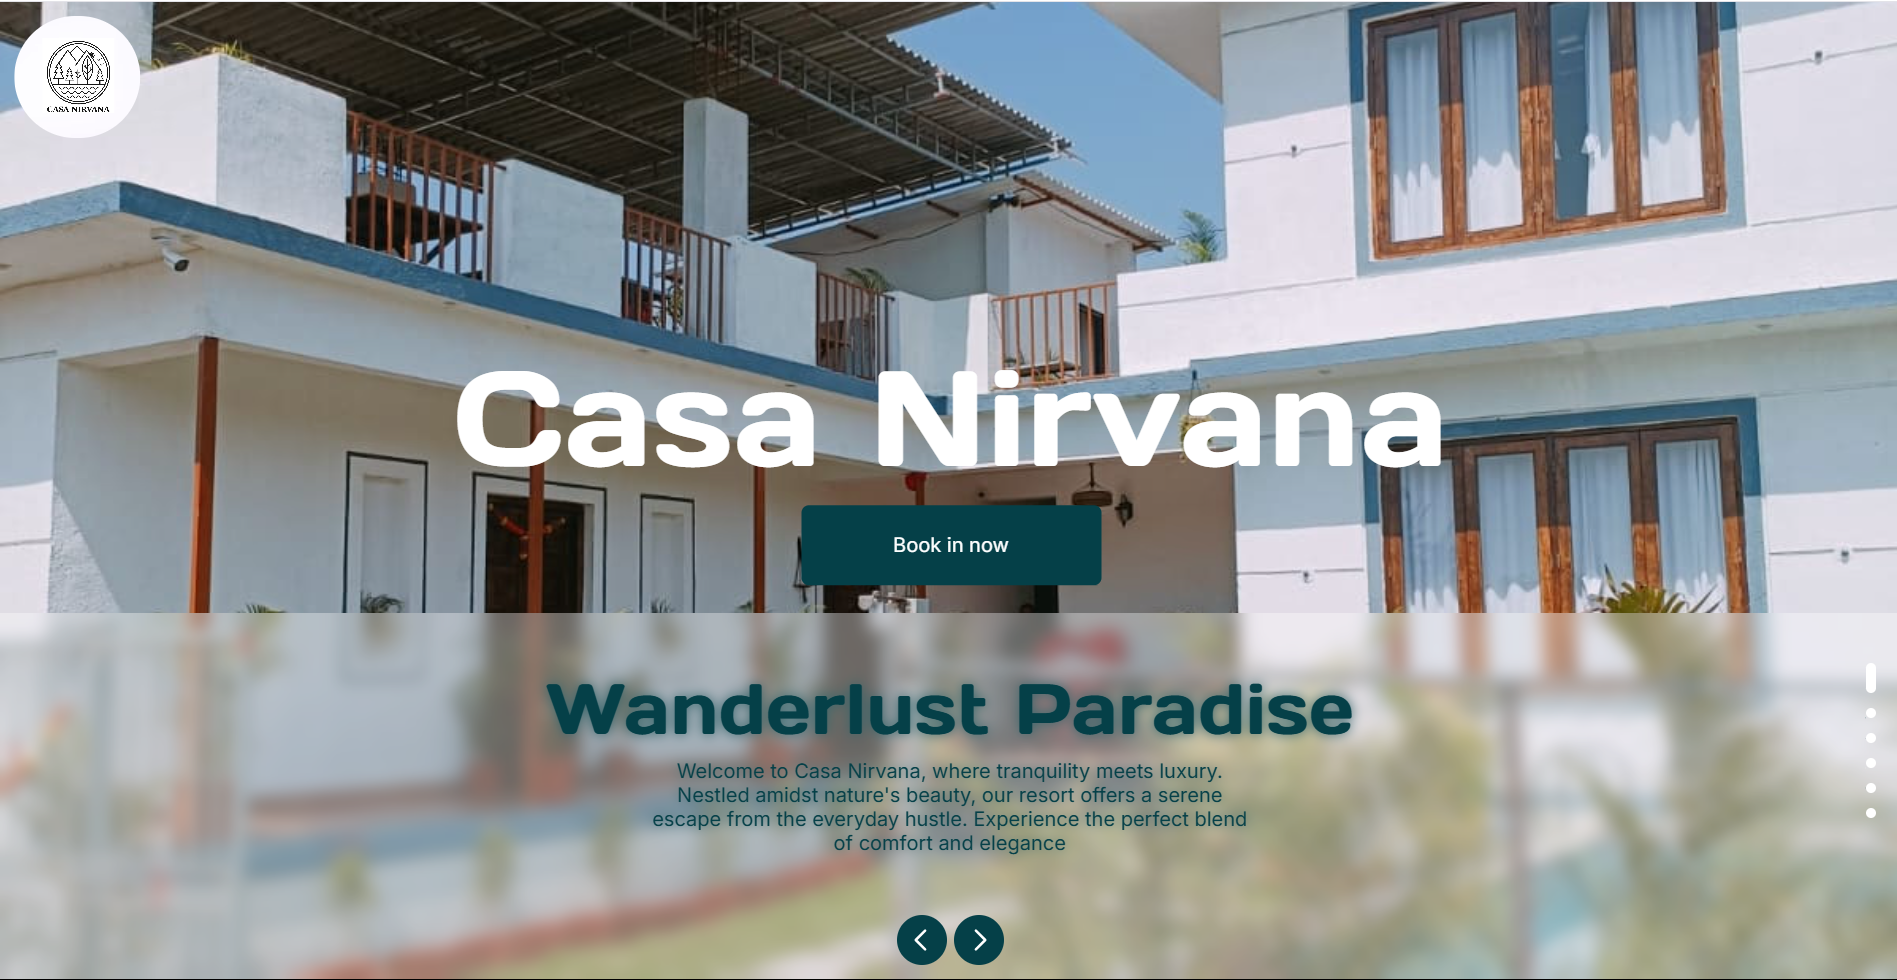 CASA NIRVANA
Casa Nirvana
Book in now
Wanderlust Paradise
Welcome to Casa Nirvana, where tranquility meets luxury.
Nestled amidst nature's beauty, our resort offers a serene
escape from the everyday hustle. Experience the perfect blend
of comfort and elegance